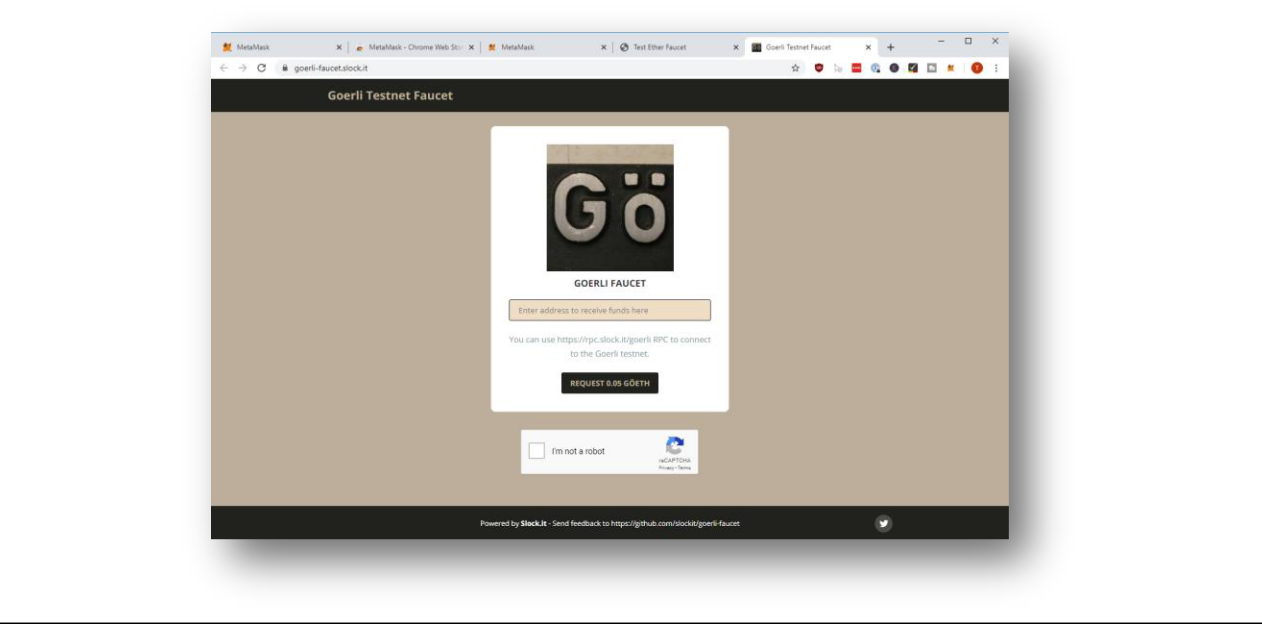 MetaMask
MetaMask - Chrome Web Sto
MetaMask
Test Ether Faucet
Goerli Testnet Faucet
goerli-faucet.slock.it
Goerli Testnet Faucet
Gö
GOERLI FAUCET
Enter address to receive funds here
You can use https://rpc.slock.it/goerli RPC to connect
to the Goerli testnet.
REQUEST 0.05 GÖETH
I'm not a robot
reCAPTCHA
Privacy - Terms
Powered by Slock.it - Send feedback to https://github.com/slockit/goerli-faucet